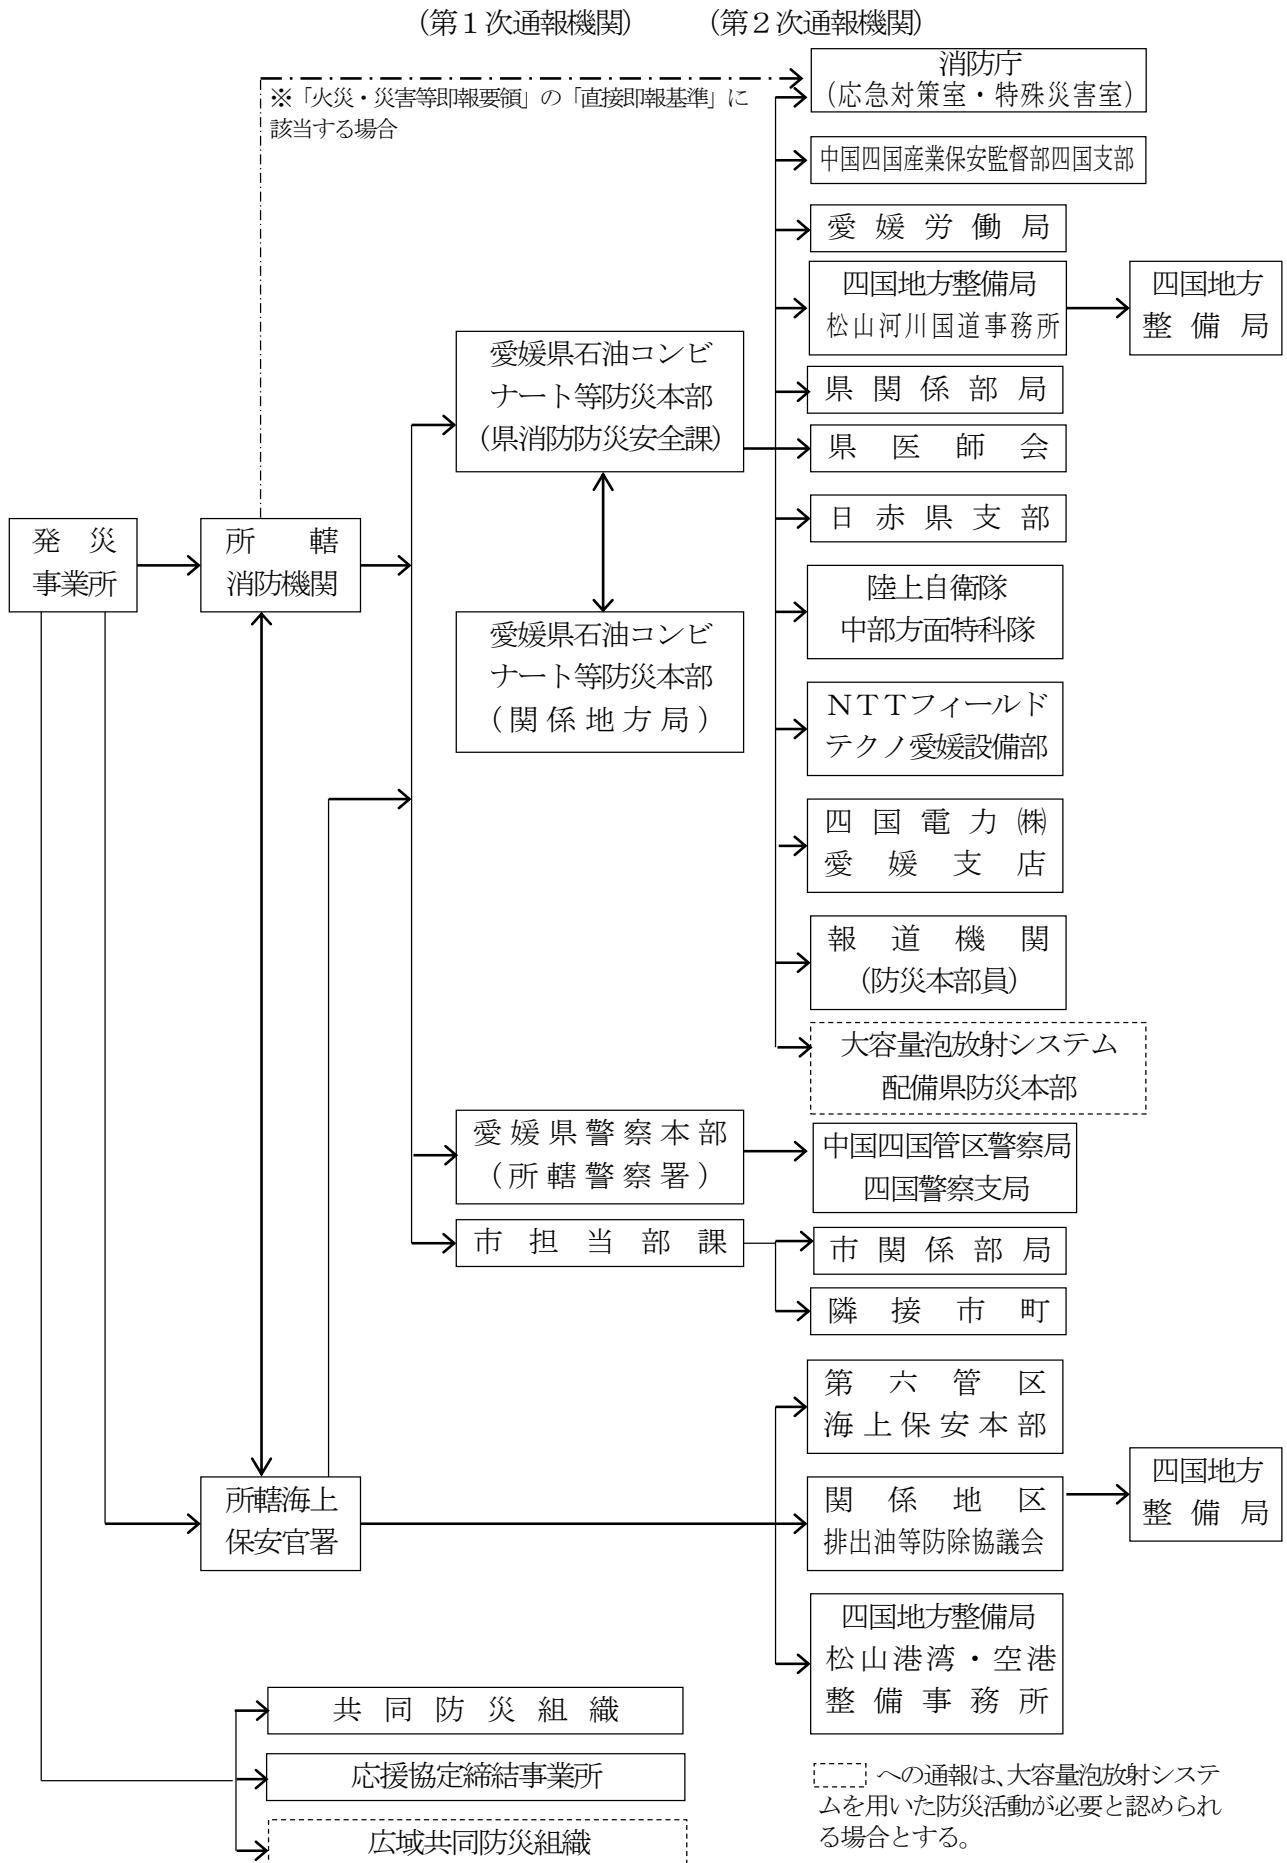 （第１次通報機関）
（第２次通報機関）
消防庁
（応急対策室・特殊災害室）
※「火災・災害等即報要領」の「直接即報基準」に
該当する場合
中国四国産業保安監督部四国支部
愛媛労働局
四国地方整備局
松山河川国道事務所
四国地方
整備局
愛媛県石油コンビ
ナート等防災本部
（県消防防災安全課）
県関係部局
県医師会
日赤県支部
発災
事業所
所轄
消防機関
陸上自衛隊
中部方面特科隊
愛媛県石油コンビ
ナート等防災本部
（関係地方局）
ＮＴＴフィールド
テクノ愛媛設備部
四国電力㈱
愛媛支店
報道機関
（防災本部員）
大容量泡放射システム
配備県防災本部
愛媛県警察本部
（所轄警察署）
中国四国管区警察局
四国警察支局
市担当部課
市関係部局
隣接市町
第六管区
海上保安本部
所轄海上
保安官署
関係地区
排出油等防除協議会
四国地方
整備局
四国地方整備局
松山港湾・空港
整備事務所
共同防災組織
応援協定締結事業所
広域共同防災組織
への通報は、大容量泡放射システ
ムを用いた防災活動が必要と認められ
る場合とする。